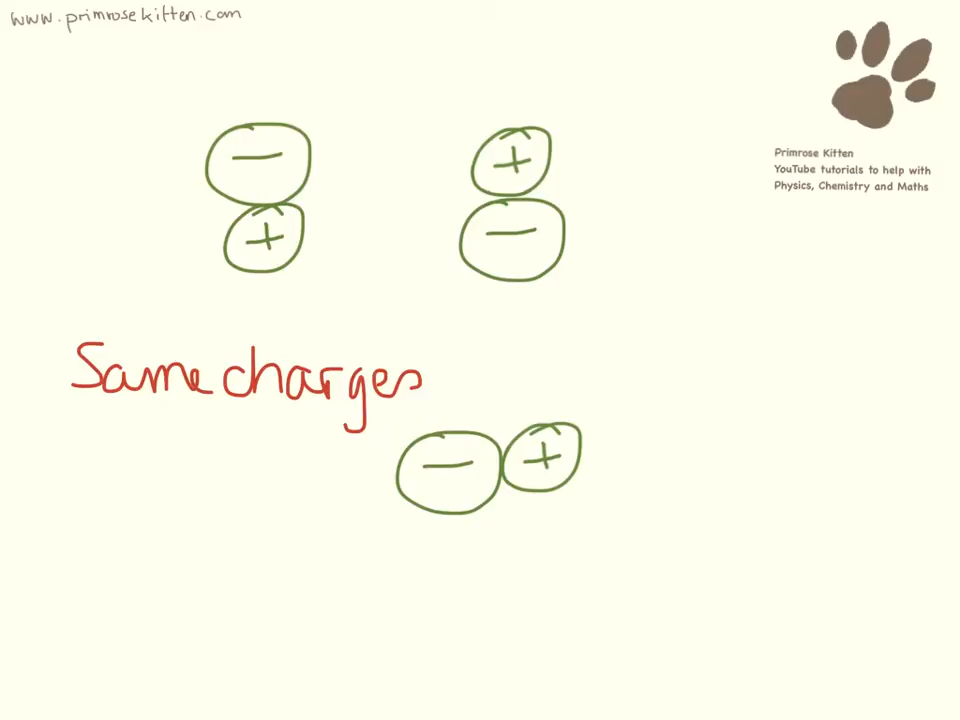 www.primrosekitten.com
Primrose Kitten
YouTube tutorials to help with
Physics, Chemistry and Maths
− +
+ −
Same charges
− +